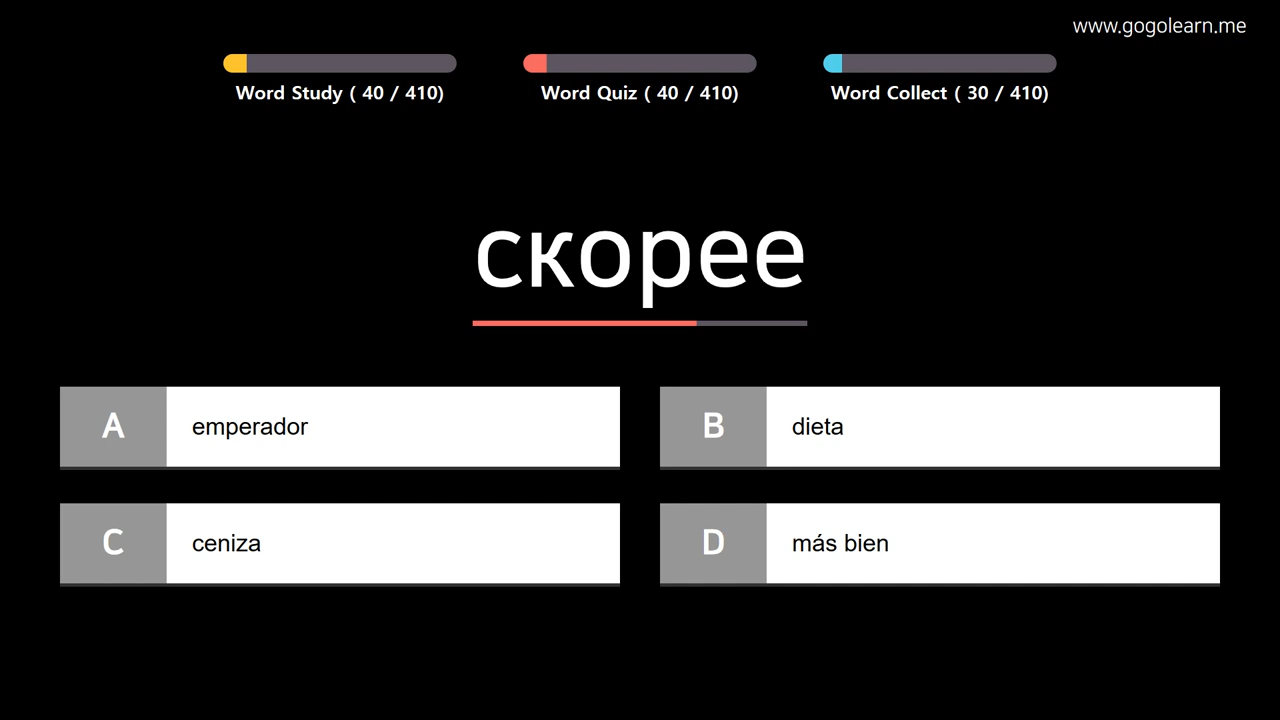 www.gogolearn.me
Word Study ( 40 / 410)
Word Quiz ( 40 / 410)
Word Collect ( 30 / 410)
скорее
A emperador
B dieta
C ceniza
D más bien